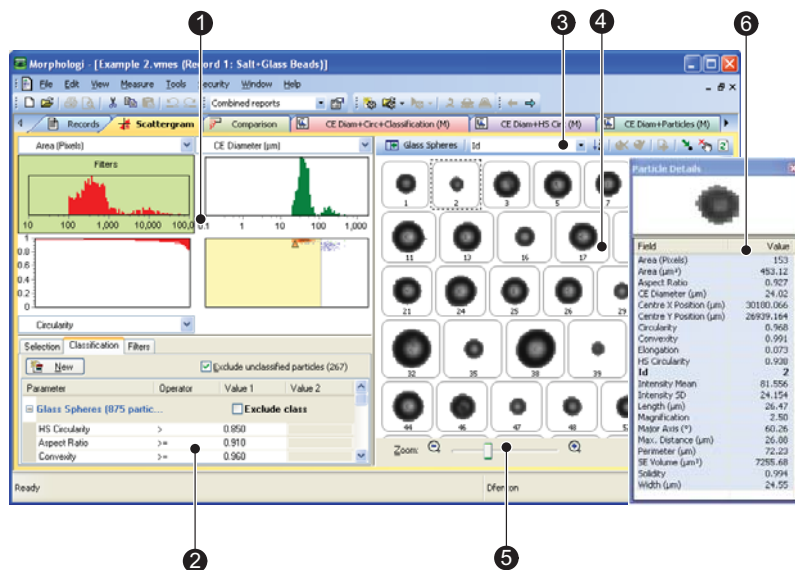 1
3
4
6
Morphologi - [Example 2.vmes (Record 1: Salt+Glass Beads)]
File Edit View Measure Tools Security Window Help
Combined reports
4 Records Scattergram Comparison CE Diam+Circ+Classification (M) CE Diam+HS Circ (M) CE Diam+Particles (M)
Area (Pixels) CE Diameter (µm) Glass Spheres Id
Filters
10 100 1,000 10,000 100,0
0.1 1 10 100 1,000
1
0.8
0.6
0.4
0.2
0
Circularity
Selection Classification Filters
New Exclude unclassified particles (267)
Parameter Operator Value 1 Value 2
Glass Spheres (875 partic... Exclude class
HS Circularity > 0.850
Aspect Ratio >= 0.910
Convexity >= 0.960
1 2 3 5 7
11 13 16 17
21 24 25 26 29
32 35 38 39
44 46 47 48
Zoom:
Ready
Particle Details
Field Value
Area (Pixels) 153
Area (µm²) 453.12
Aspect Ratio 0.927
CE Diameter (µm) 24.02
Centre X Position (µm) 30180.066
Centre Y Position (µm) 26939.164
Circularity 0.968
Convexity 0.991
Elongation 0.073
HS Circularity 0.938
Id 2
Intensity Mean 81.556
Intensity SD 24.154
Length (µm) 26.47
Magnification 2.50
Major Axis (°) 60.26
Max. Distance (µm) 26.88
Perimeter (µm) 72.23
SE Volume (µm³) 7255.68
Solidity 0.994
Width (µm) 24.55
2
5